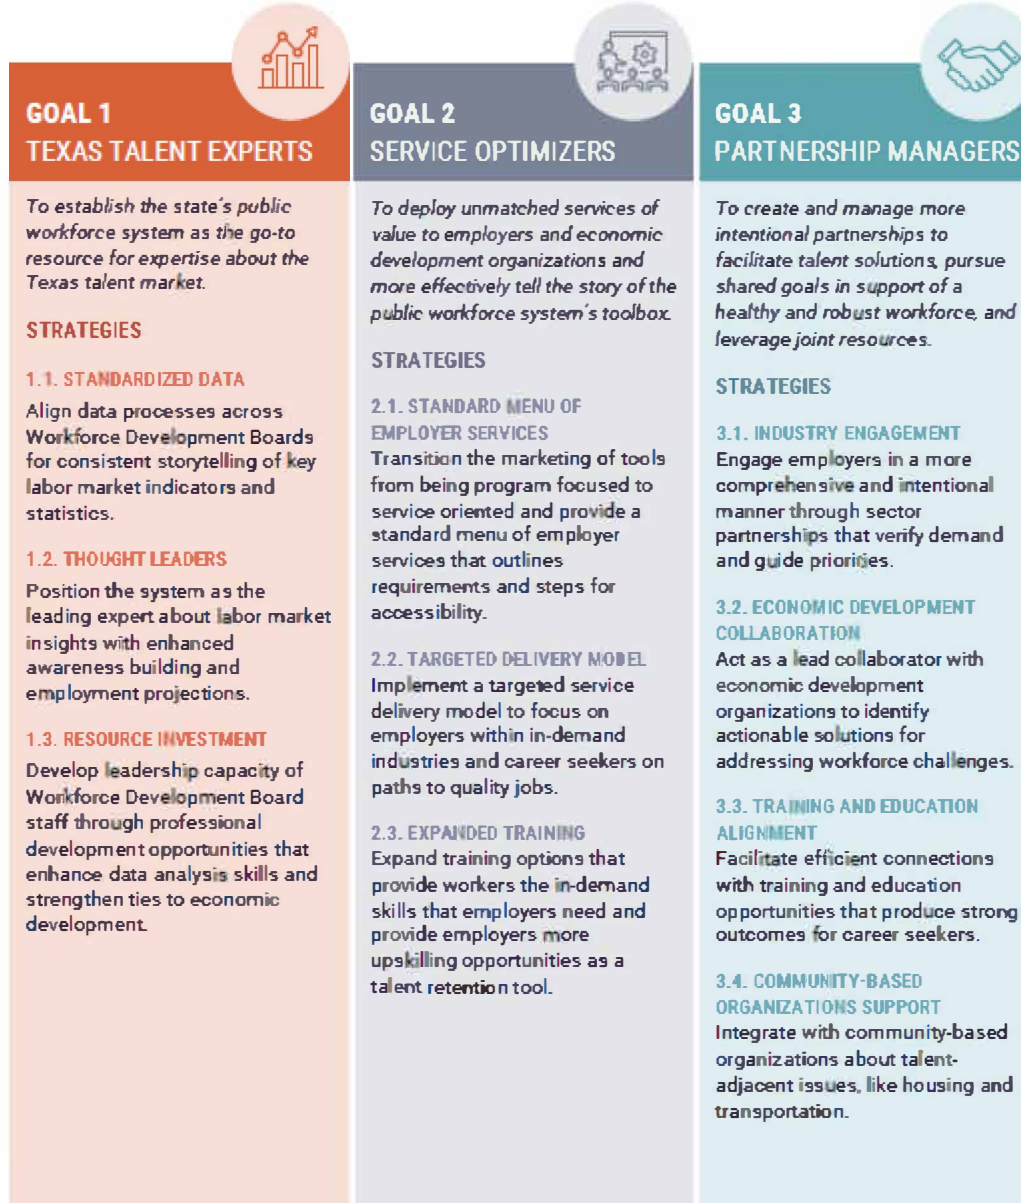 GOAL 1
TEXAS TALENT EXPERTS
To establish the state's public
workforce system as the go-to
resource for expertise about the
Texas talent market.
STRATEGIES
1.1. STANDARDIZED DATA
Align data processes across
Workforce Development Boards
for consistent storytelling of key
labor market indicators and
statistics.
1.2. THOUGHT LEADERS
Position the system as the
leading expert about labor market
insights with enhanced
awareness building and
employment projections.
1.3. RESOURCE INVESTMENT
Develop leadership capacity of
Workforce Development Board
staff through professional
development opportunities that
enhance data analysis skills and
strengthen ties to economic
development.
GOAL 2
SERVICE OPTIMIZERS
To deploy unmatched services of
value to employers and economic
development organizations and
more effectively tell the story of the
public workforce system's toolbox.
STRATEGIES
2.1. STANDARD MENU OF
EMPLOYER SERVICES
Transition the marketing of tools
from being program focused to
service oriented and provide a
standard menu of employer
services that outlines
requirements and steps for
accessibility.
2.2. TARGETED DELIVERY MODEL
Implement a targeted service
delivery model to focus on
employers within in-demand
industries and career seekers on
paths to quality jobs.
2.3. EXPANDED TRAINING
Expand training options that
provide workers the in-demand
skills that employers need and
provide employers more
upskilling opportunities as a
talent retention tool.
GOAL 3
PARTNERSHIP MANAGERS
To create and manage more
intentional partnerships to
facilitate talent solutions, pursue
shared goals in support of a
healthy and robust workforce, and
leverage joint resources.
STRATEGIES
3.1. INDUSTRY ENGAGEMENT
Engage employers in a more
comprehensive and intentional
manner through sector
partnerships that verify demand
and guide priorities.
3.2. ECONOMIC DEVELOPMENT
COLLABORATION
Act as a lead collaborator with
economic development
organizations to identify
actionable solutions for
addressing workforce challenges.
3.3. TRAINING AND EDUCATION
ALIGNMENT
Facilitate efficient connections
with training and education
opportunities that produce strong
outcomes for career seekers.
3.4. COMMUNITY-BASED
ORGANIZATIONS SUPPORT
Integrate with community-based
organizations about talent-
adjacent issues, like housing and
transportation.